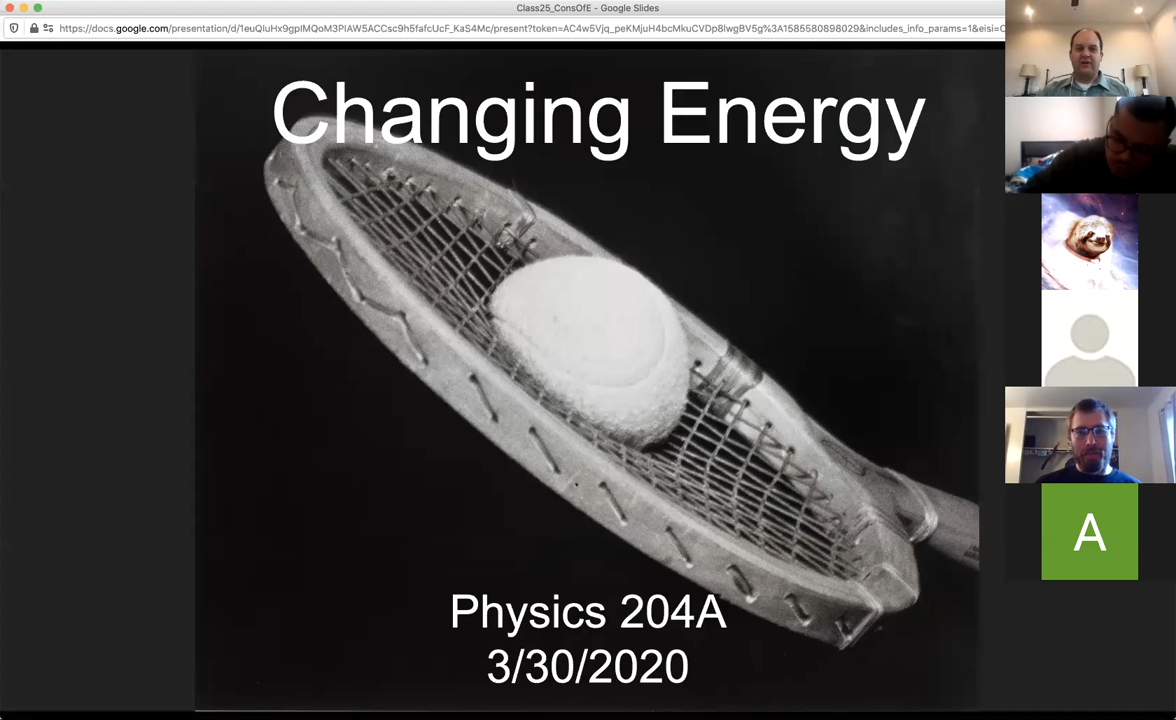 Class25_ConsOfE - Google Slides
https://docs.google.com/presentation/d/1euQluHx9gplMQoM3PlAW5ACCsc9h5fafcUcF_KaS4Mc/present?token=AC4w5Vjq_peKMjuH4bcMkuCVDp8lwgBV5g%3A1585580898029&includes_info_params=1&eisi=C
Changing Energy
A
Physics 204A
3/30/2020